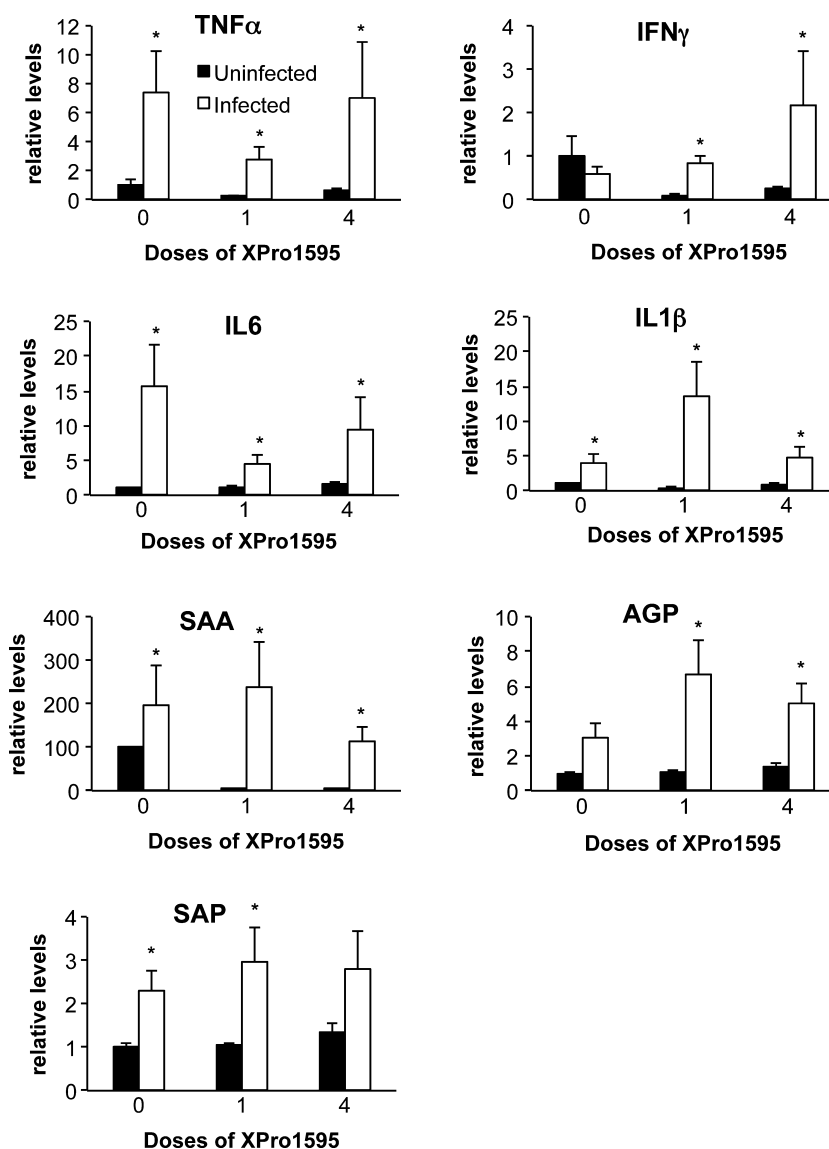 TNFα
relative levels
12
10
8
6
4
2
0
Uninfected
Infected
*
*
*
0 1 4
Doses of XPro1595
IFNγ
relative levels
4
3
2
1
0
*
*
0 1 4
Doses of XPro1595
IL6
relative levels
25
20
15
10
5
0
*
*
*
0 1 4
Doses of XPro1595
IL1β
relative levels
25
20
15
10
5
0
*
*
*
0 1 4
Doses of XPro1595
SAA
relative levels
400
300
200
100
0
*
*
*
0 1 4
Doses of XPro1595
AGP
relative levels
10
8
6
4
2
0
*
*
0 1 4
Doses of XPro1595
SAP
relative levels
4
3
2
1
0
*
*
0 1 4
Doses of XPro1595